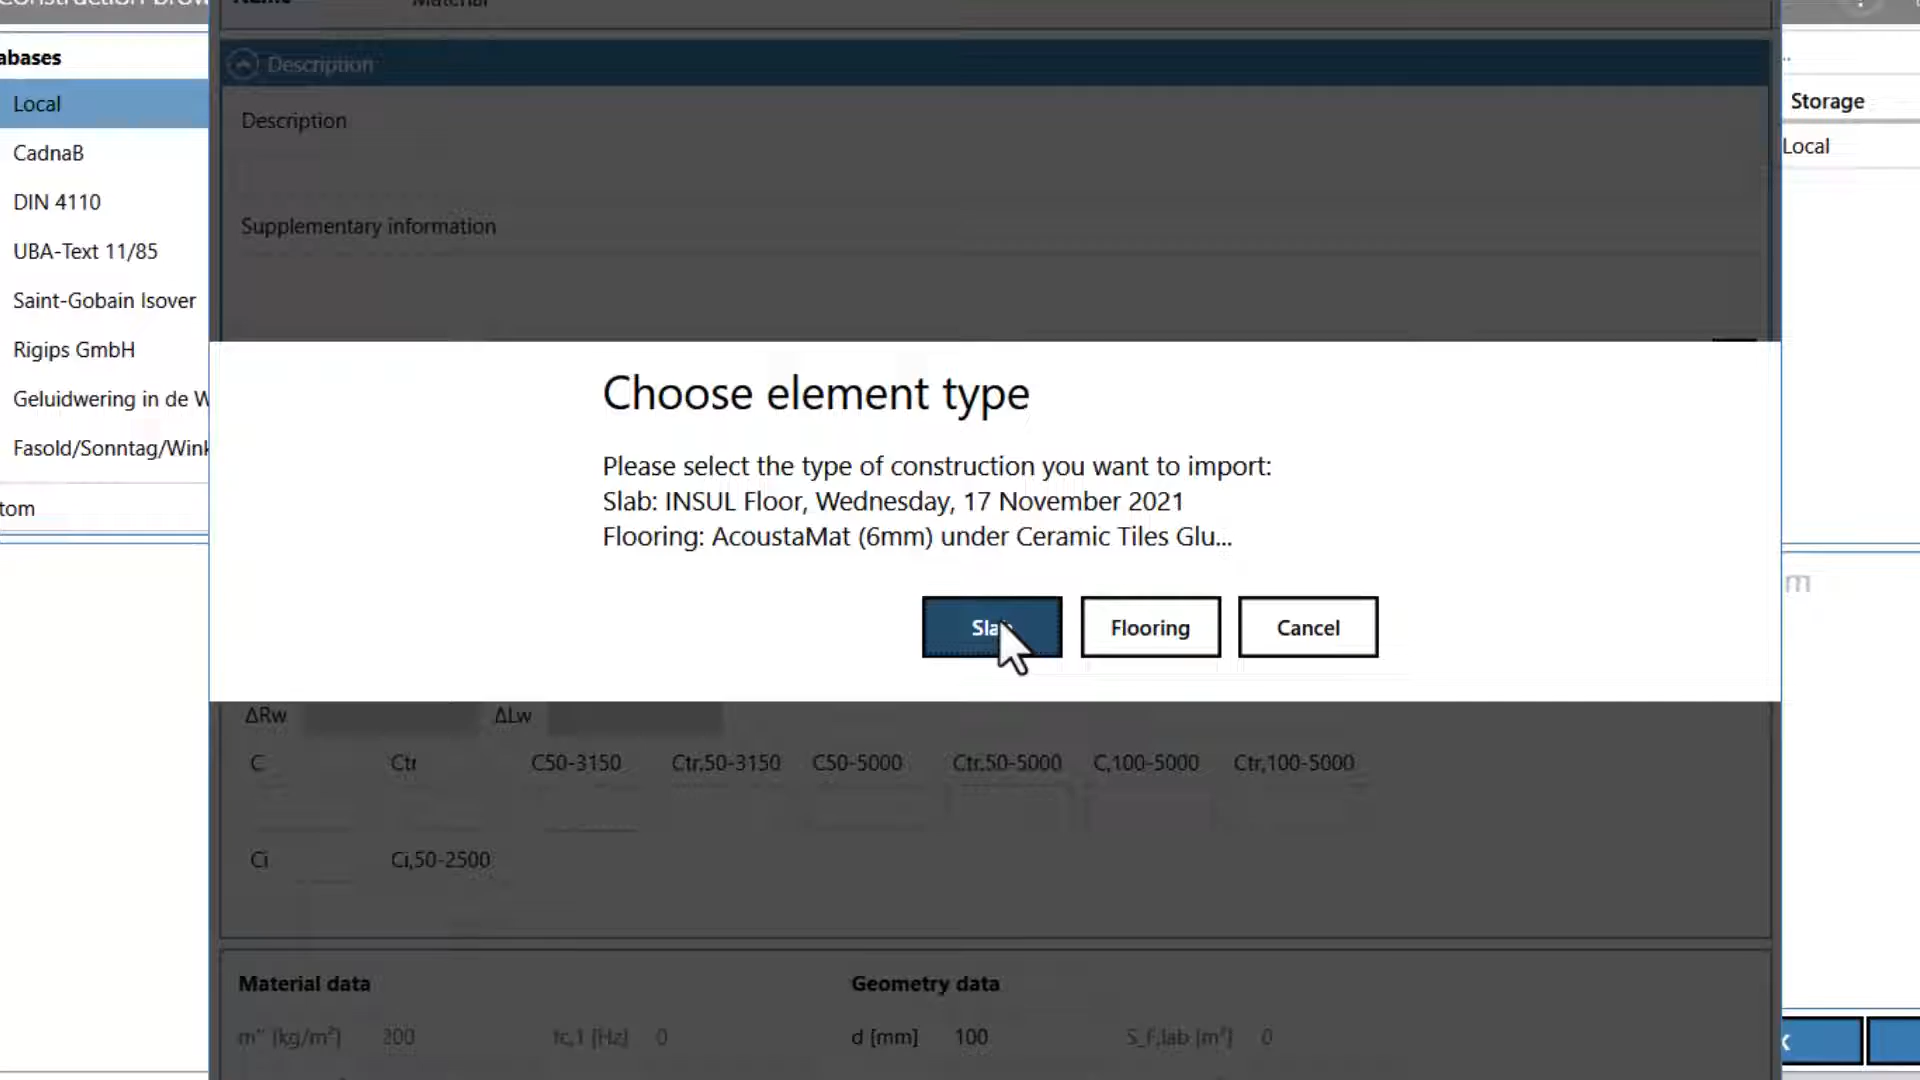 Name
Material
abases
Description
Local
Storage
Description
Local
CadnaB
DIN 4110
Supplementary information
UBA-Text 11/85
Saint-Gobain Isover
Rigips GmbH
Geluidwering in de W
Fasold/Sonntag/Wink
tom
Choose element type
Please select the type of construction you want to import:
Slab: INSUL Floor, Wednesday, 17 November 2021
Flooring: AcoustaMat (6mm) under Ceramic Tiles Glu...
Flooring
Cancel
ΔRw ΔLw
C Ctr C50-3150 Ctr,50-3150 C50-5000 Ctr,50-5000 C,100-5000 Ctr,100-5000
Ci Ci,50-2500
Material data
Geometry data
m'' [kg/m²] 200 fc,1 [Hz] 0
d [mm] 100 S_F,lab [m²] 0